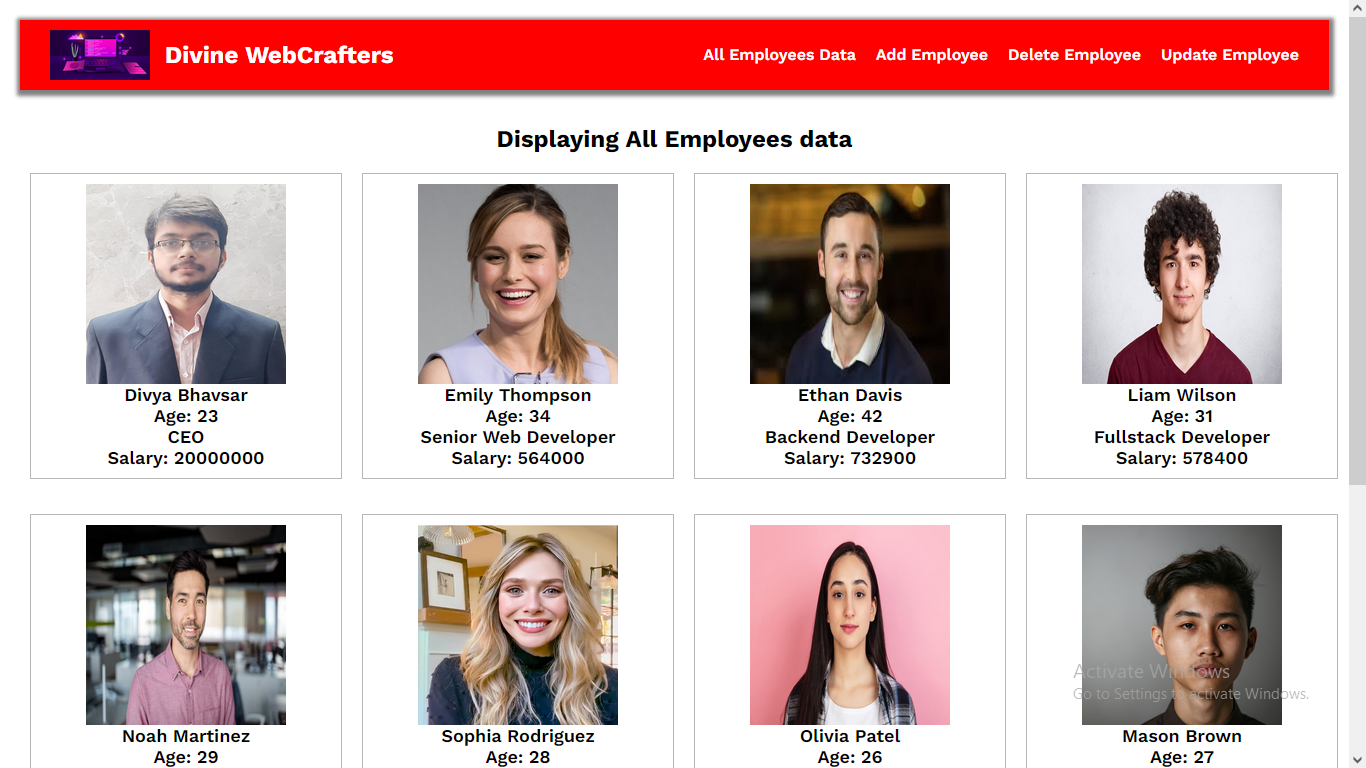 Divine WebCrafters
All Employees Data Add Employee Delete Employee Update Employee
Displaying All Employees data
Divya Bhavsar
Age: 23
CEO
Salary: 20000000
Emily Thompson
Age: 34
Senior Web Developer
Salary: 564000
Ethan Davis
Age: 42
Backend Developer
Salary: 732900
Liam Wilson
Age: 31
Fullstack Developer
Salary: 578400
Noah Martinez
Age: 29
Sophia Rodriguez
Age: 28
Olivia Patel
Age: 26
Mason Brown
Age: 27
Activate Windows
Go to Settings to activate Windows.